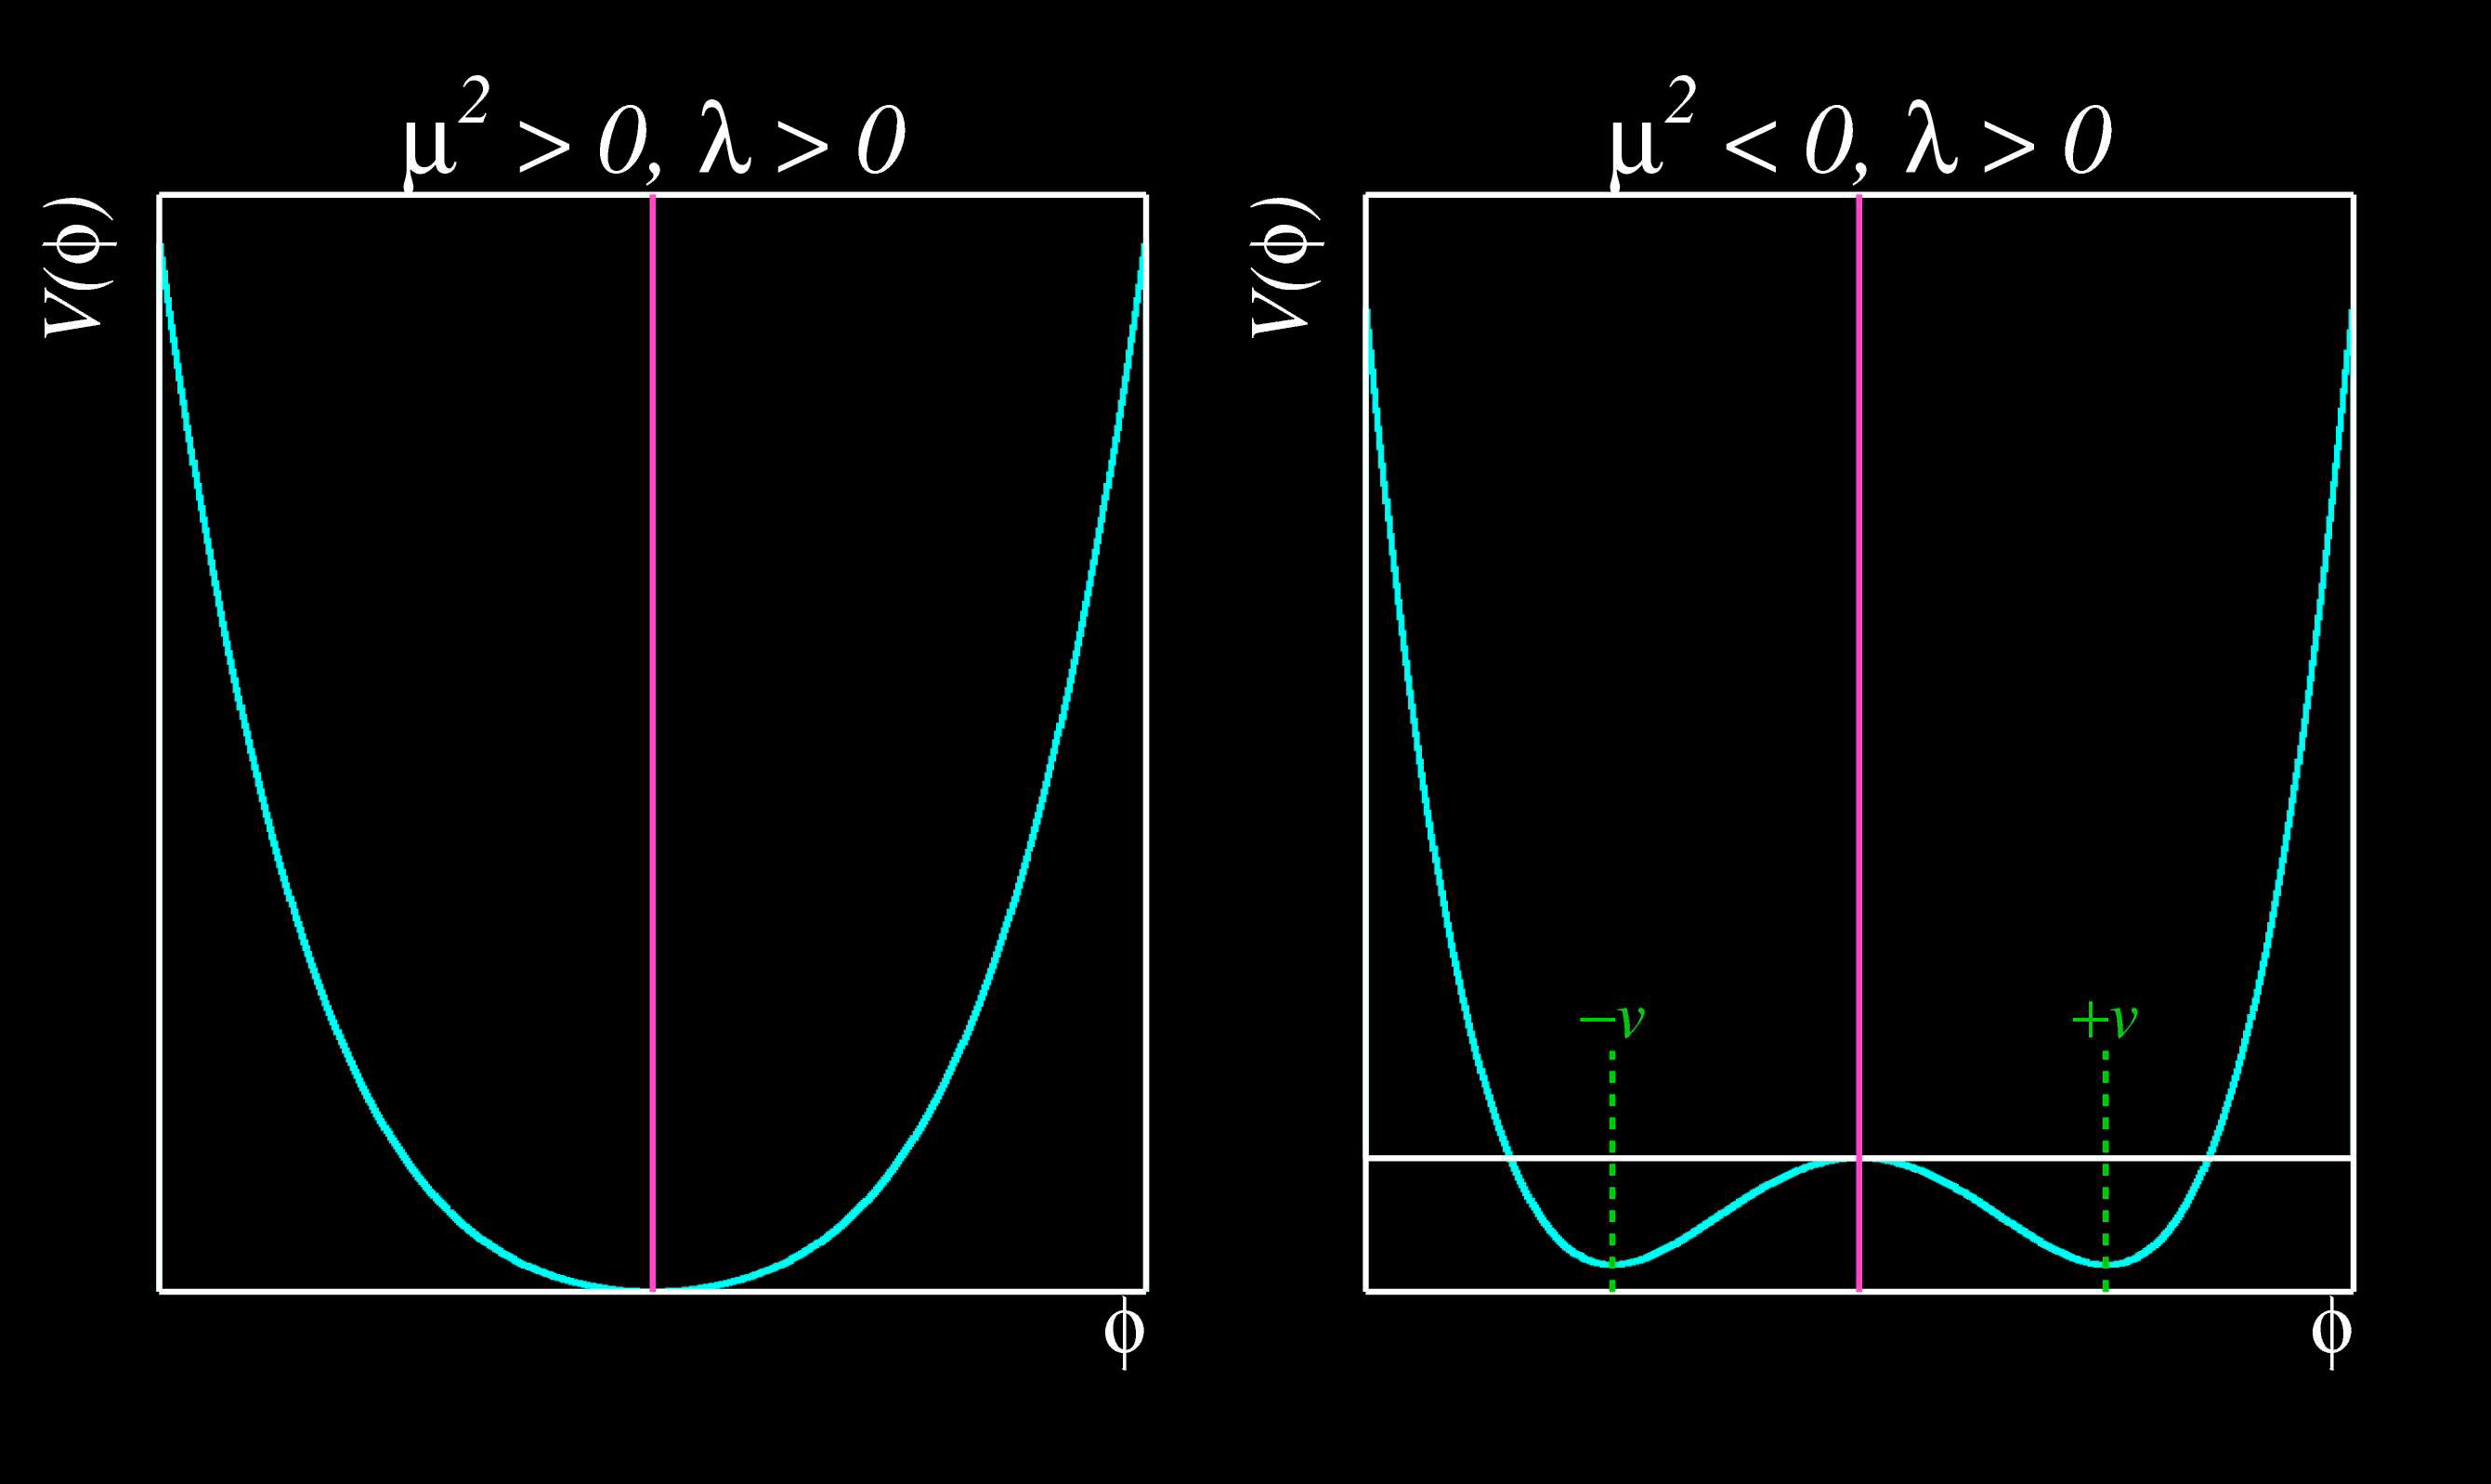 μ² > 0, λ > 0
V(φ)
φ
μ² < 0, λ > 0
V(φ)
−v
+v
φ